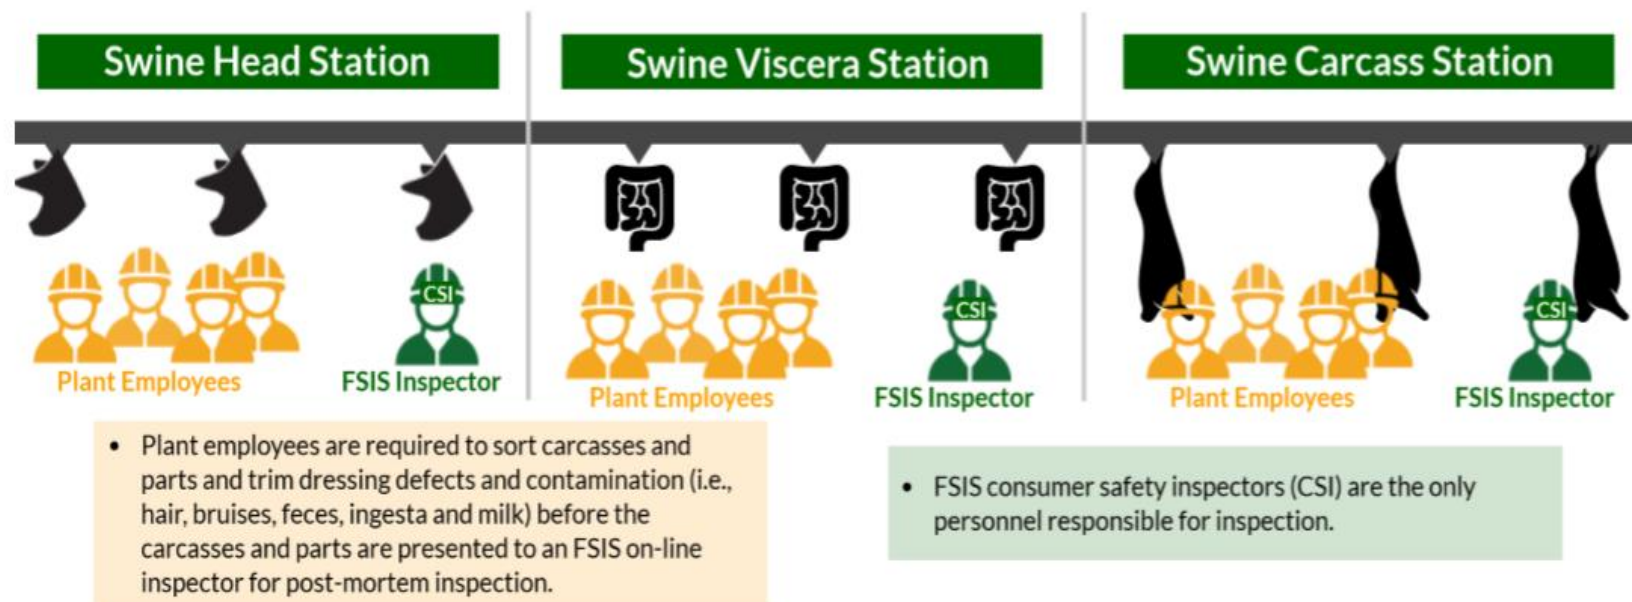 Swine Head Station
CSI
Plant Employees
FSIS Inspector
Swine Viscera Station
CSI
Plant Employees
FSIS Inspector
Swine Carcass Station
CSI
Plant Employees
FSIS Inspector
• Plant employees are required to sort carcasses and
parts and trim dressing defects and contamination (i.e.,
hair, bruises, feces, ingesta and milk) before the
carcasses and parts are presented to an FSIS on-line
inspector for post-mortem inspection.
• FSIS consumer safety inspectors (CSI) are the only
personnel responsible for inspection.